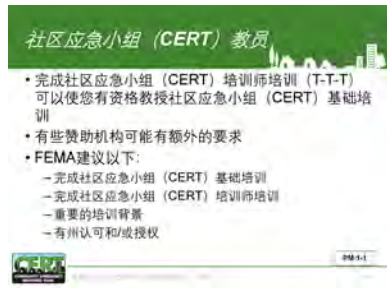 社区应急小组（CERT）教员
• 完成社区应急小组（CERT）培训师培训（T-T-T）
可以使您有资格教授社区应急小组（CERT）基础培
训
• 有些赞助机构可能有额外的要求
• FEMA建议以下:
–完成社区应急小组（CERT）基础培训
–完成社区应急小组（CERT）培训师培训
–重要的培训背景
–有州认可和/或授权
CERT
PM-1-1